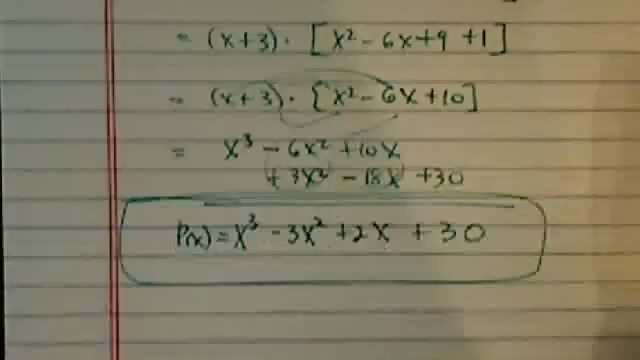 = (x+3) · [x² - 6x+9 +1]
= (x+3) · [x² - 6x+10]
= x³ - 6x² +10x
+ 3x² - 18x +30
P(x) = x³ - 3x² + 2x + 30